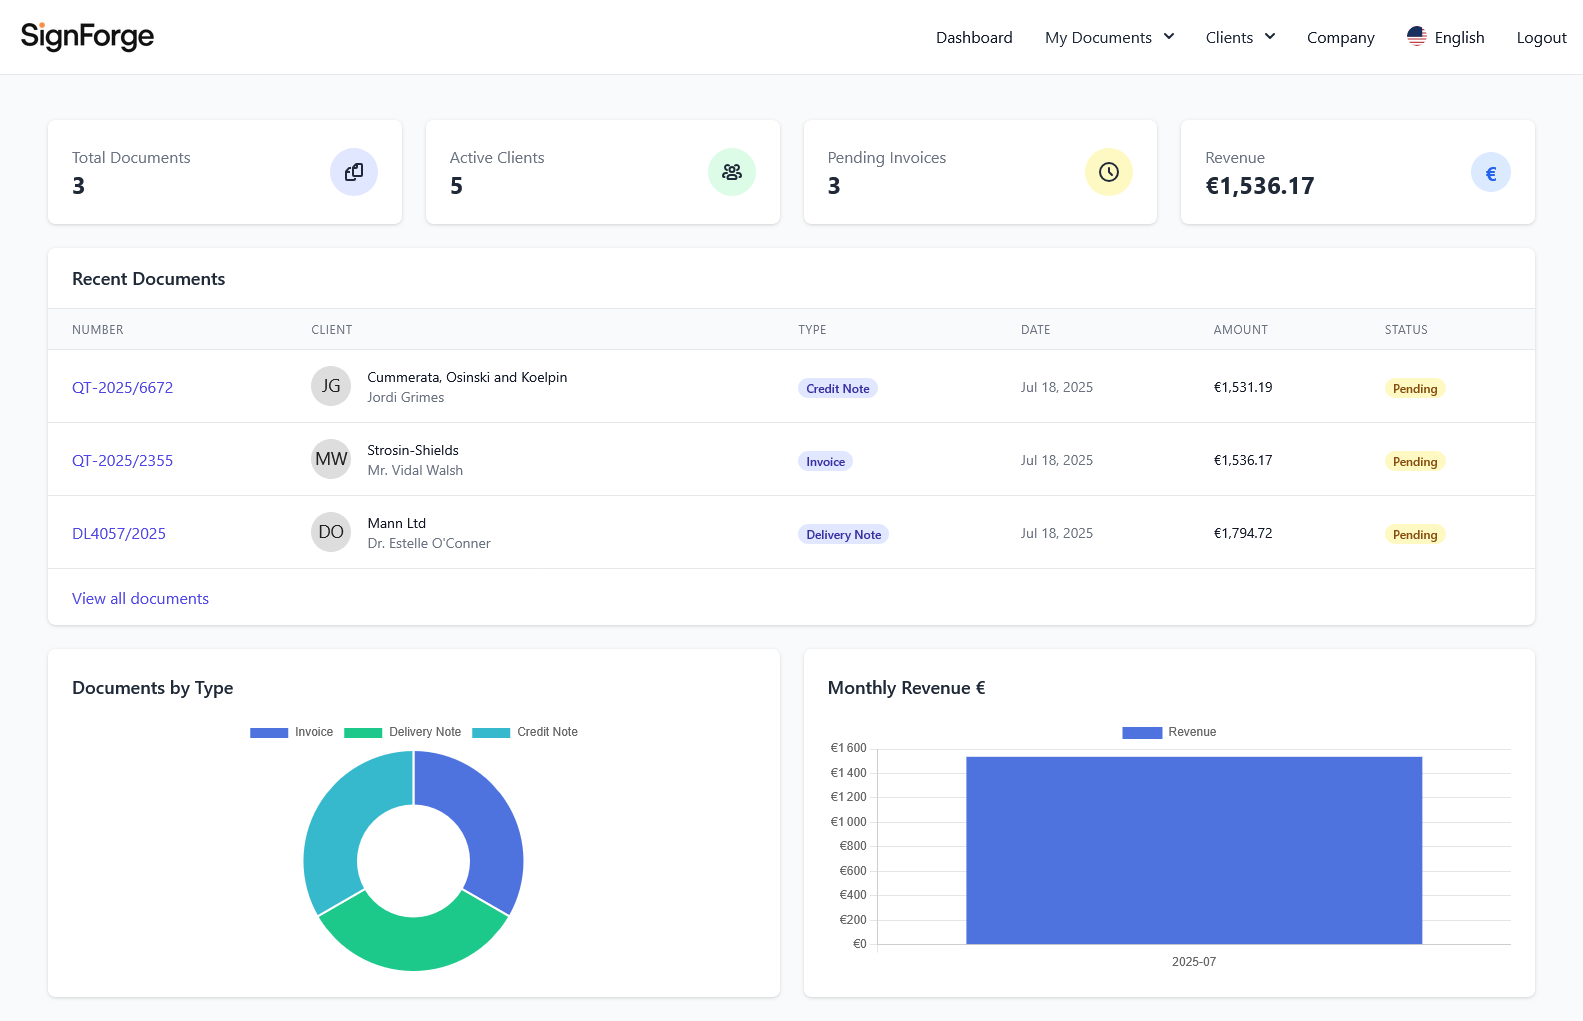 SignForge
Dashboard My Documents Clients Company English Logout
Total Documents
3
Active Clients
5
Pending Invoices
3
Revenue
€1,536.17
€
Recent Documents
NUMBER CLIENT TYPE DATE AMOUNT STATUS
QT-2025/6672 JG Cummerata, Osinski and Koelpin
Jordi Grimes
Credit Note Jul 18, 2025 €1,531.19 Pending
QT-2025/2355 MW Strosin-Shields
Mr. Vidal Walsh
Invoice Jul 18, 2025 €1,536.17 Pending
DL4057/2025 DO Mann Ltd
Dr. Estelle O'Conner
Delivery Note Jul 18, 2025 €1,794.72 Pending
View all documents
Documents by Type
Invoice Delivery Note Credit Note
Monthly Revenue €
Revenue
€1 600
€1 400
€1 200
€1 000
€800
€600
€400
€200
€0
2025-07